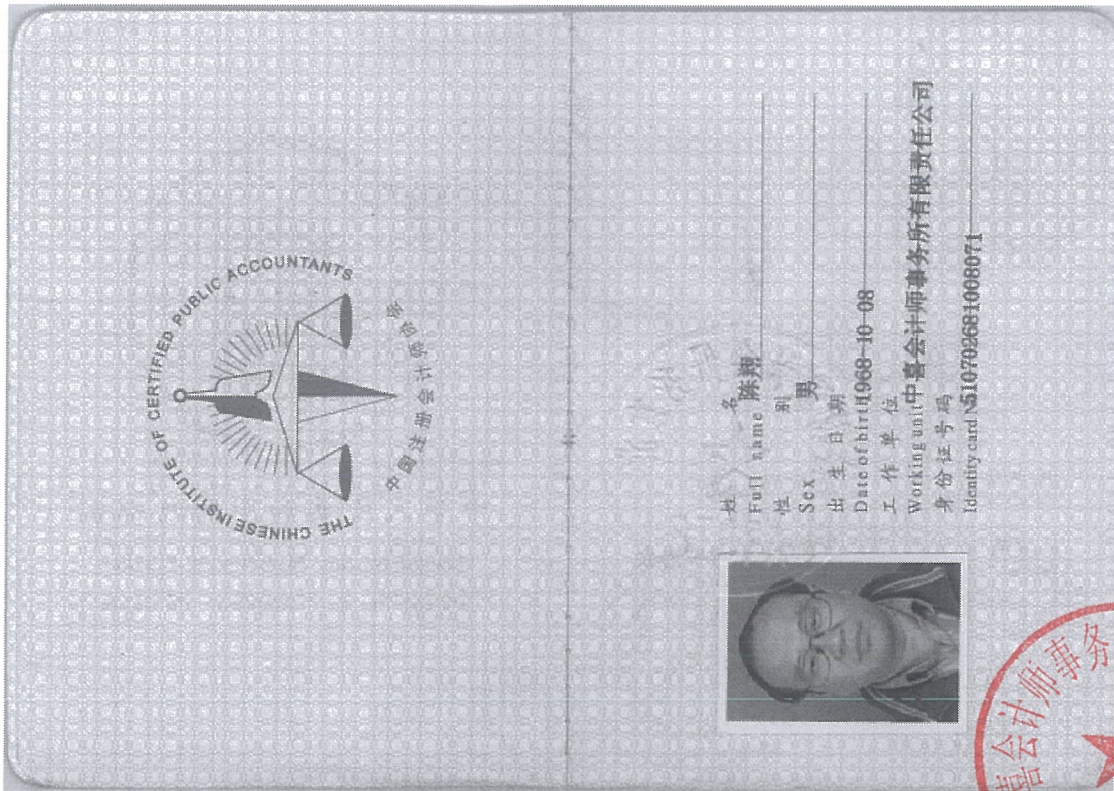 THE CHINESE INSTITUTE OF CERTIFIED PUBLIC ACCOUNTANTS
中国注册会计师协会
姓 名
Full name 陈翔
性 别
Sex 男
出 生 日 期
Date of birth 1968-10-08
工 作 单 位
Working unit 中喜会计师事务所有限责任公司
身 份 证 号 码
Identity card N 510702681008071
喜会计师事务